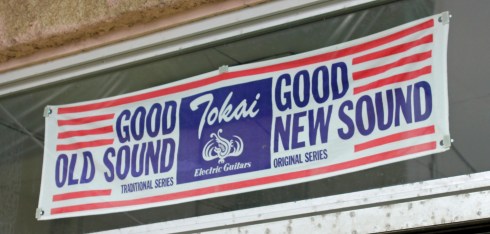 GOOD
OLD SOUND
TRADITIONAL SERIES
Tokai
Electric Guitars
GOOD
NEW SOUND
ORIGINAL SERIES